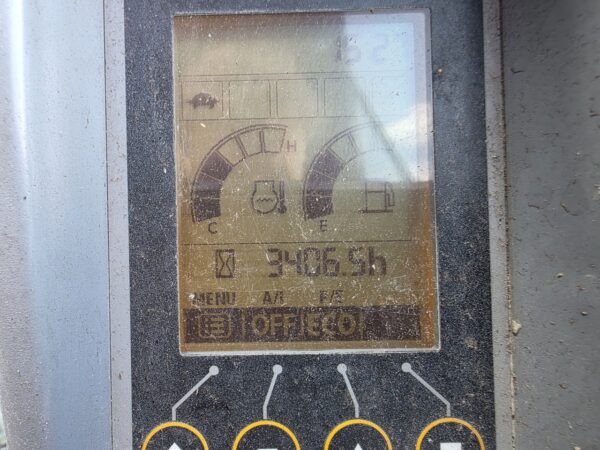 H
C E
3406.5h
MENU A/I P/E
OFF ECO